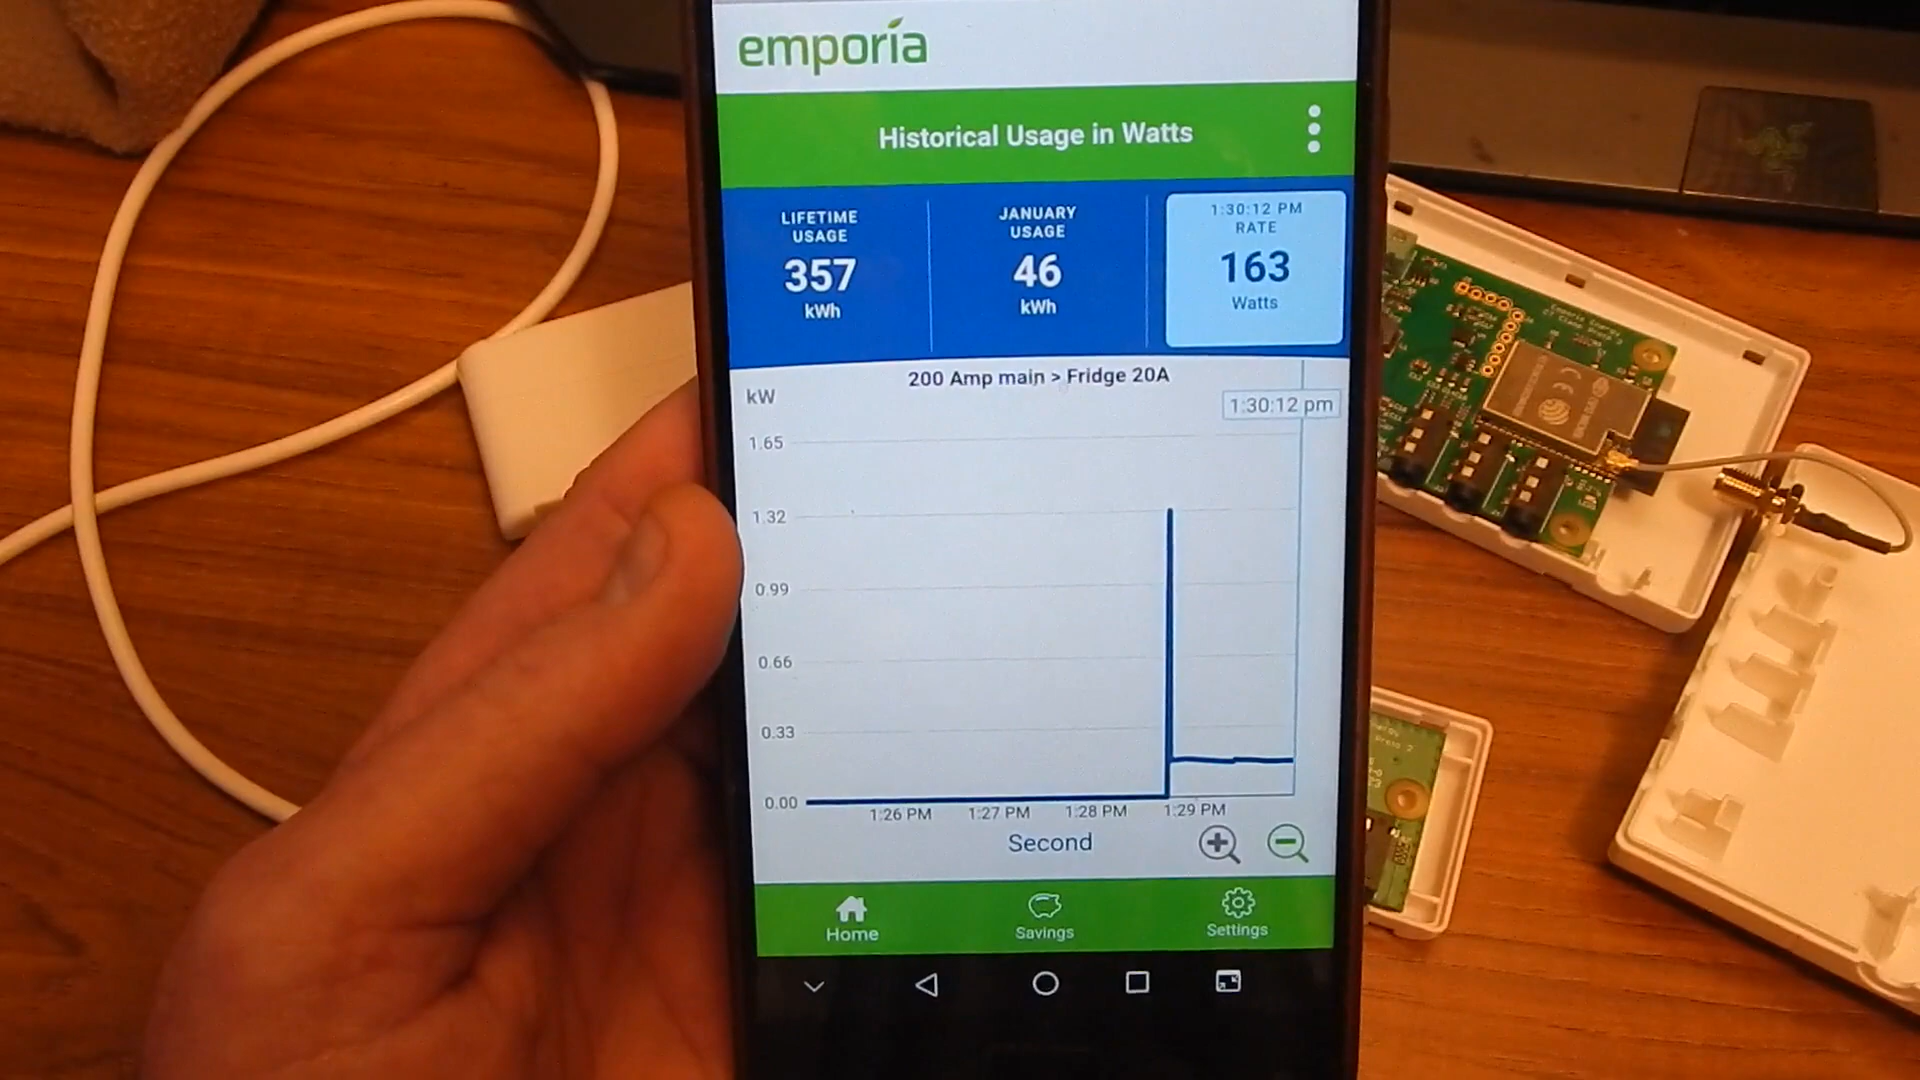 emporia
Historical Usage in Watts
LIFETIME
USAGE
357
kWh
JANUARY
USAGE
46
kWh
1:30:12 PM
RATE
163
Watts
200 Amp main > Fridge 20A
kW
1:30:12 pm
1.65
1.32
0.99
0.66
0.33
0.00
1:26 PM 1:27 PM 1:28 PM 1:29 PM
Second
Home
Savings
Settings
Emporia Energy
CE